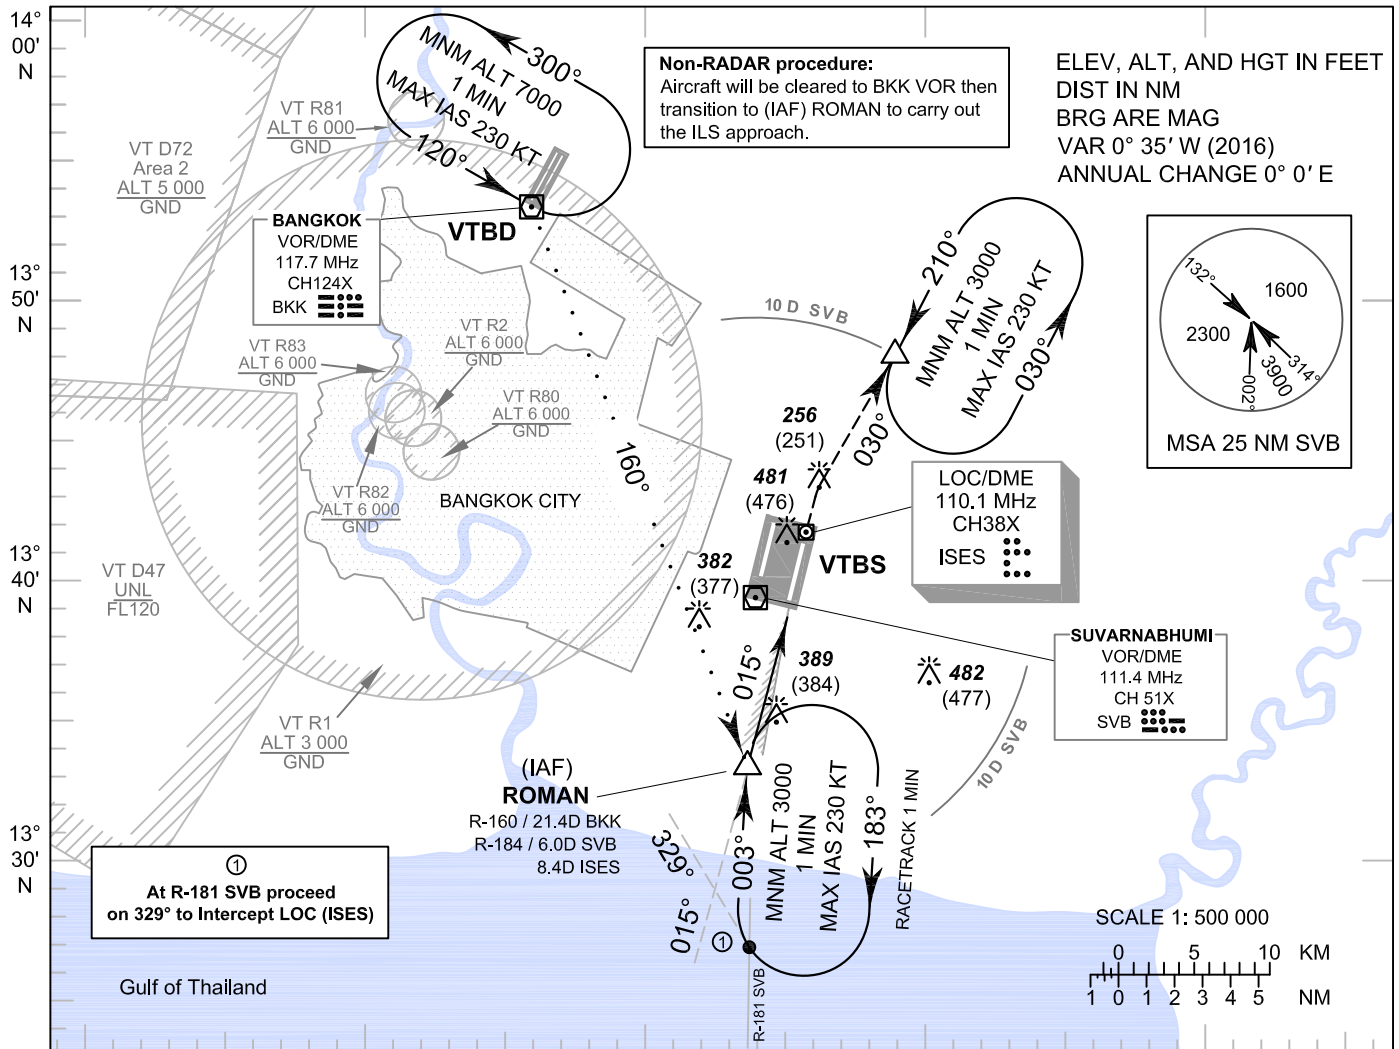 14°
00'
N
13°
50'
N
13°
40'
N
13°
30'
N
300°
MNM ALT 7000
1 MIN
MAX IAS 230 KT
120°
Non-RADAR procedure:
Aircraft will be cleared to BKK VOR then
transition to (IAF) ROMAN to carry out
the ILS approach.
ELEV, ALT, AND HGT IN FEET
DIST IN NM
BRG ARE MAG
VAR 0° 35' W (2016)
ANNUAL CHANGE 0° 0' E
VT R81
ALT 6 000
GND
VT D72
Area 2
ALT 5 000
GND
BANGKOK
VOR/DME
117.7 MHz
CH124X
BKK
VTBD
210°
MNM ALT 3000
1 MIN
MAX IAS 230 KT
030°
10 D SVB
132°
1600
2300
3900
314°
002°
MSA 25 NM SVB
VT R2
ALT 6 000
GND
VT R83
ALT 6 000
GND
VT R80
ALT 6 000
GND
VT R82
ALT 6 000
GND
BANGKOK CITY
160°
256
(251)
030°
481
(476)
LOC/DME
110.1 MHz
CH38X
ISES
VTBS
382
(377)
VT D47
UNL
FL120
SUVARNABHUMI
VOR/DME
111.4 MHz
CH 51X
SVB
015°
389
(384)
482
(477)
10 D SVB
VT R1
ALT 3 000
GND
(IAF)
ROMAN
R-160 / 21.4D BKK
R-184 / 6.0D SVB
8.4D ISES
329°
015°
003°
MNM ALT 3000
1 MIN
MAX IAS 230 KT
183°
RACETRACK 1 MIN
1
At R-181 SVB proceed
on 329° to Intercept LOC (ISES)
1
R-181 SVB
Gulf of Thailand
SCALE 1: 500 000
0 5 10 KM
1 0 1 2 3 4 5 NM